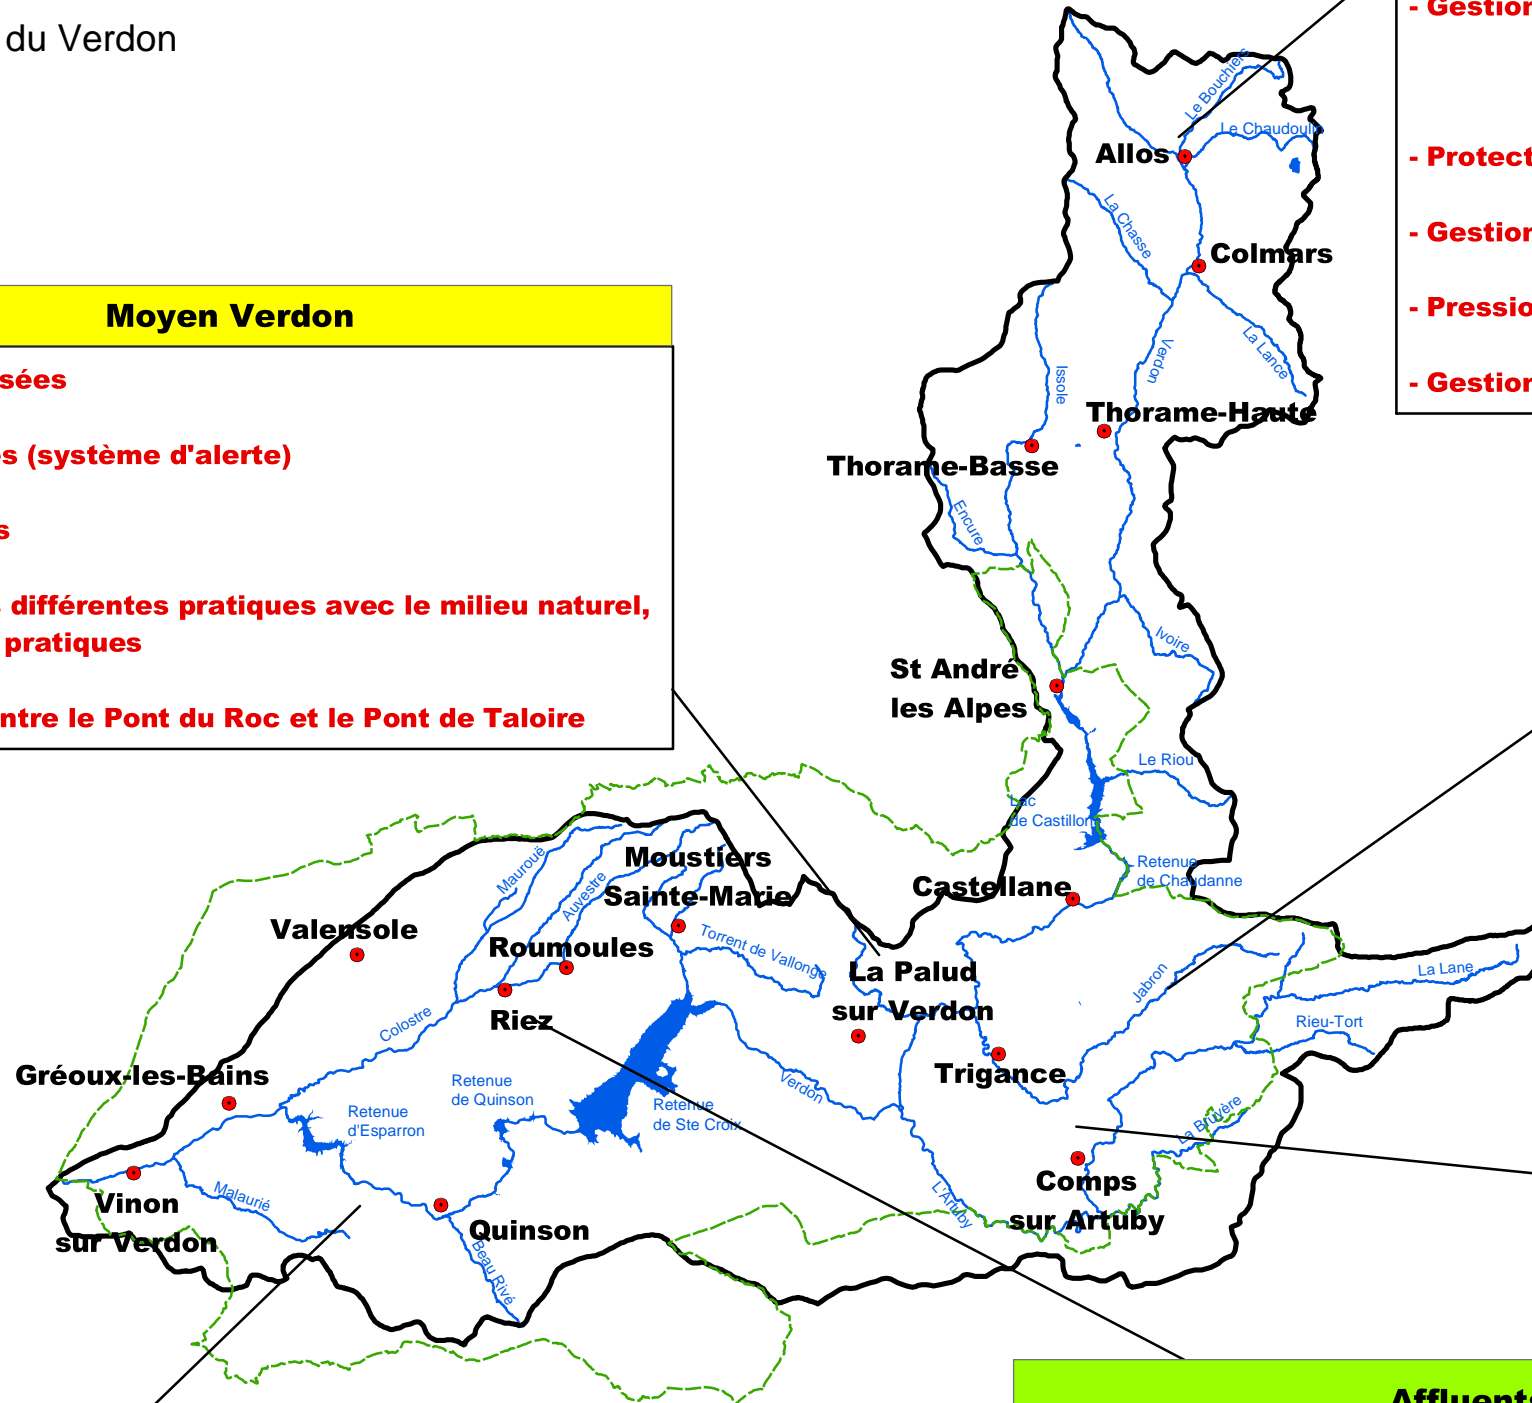 du Verdon
- Gestion
- Protect
- Gestion
- Pressio
- Gestion
Moyen Verdon
sées
s (système d'alerte)
s
différentes pratiques avec le milieu naturel,
pratiques
ntre le Pont du Roc et le Pont de Taloire
Le Bouchiers
Le Chaudoulin
Allos
La Chasse
Colmars
La Lance
Verdon
Issole
Thorame-Haute
Thorame-Basse
Encure
Ivoire
St André
les Alpes
Le Riou
Lac
de Castillon
Retenue
de Chaudanne
Castellane
Maurouë
Auvestre
Moustiers
Sainte-Marie
Valensole
Roumoules
Torrent de Vallonge
La Palud
sur Verdon
Jabron
La Lane
Rieu-Tort
Riez
Colostre
Trigance
Gréoux-les-Bains
Retenue
de Quinson
Retenue
d'Esparron
Retenue
de Ste Croix
Verdon
La Bruyère
Comps
sur Artuby
L'Artuby
Vinon
sur Verdon
Malaurié
Quinson
Beau Rivé
Affluents